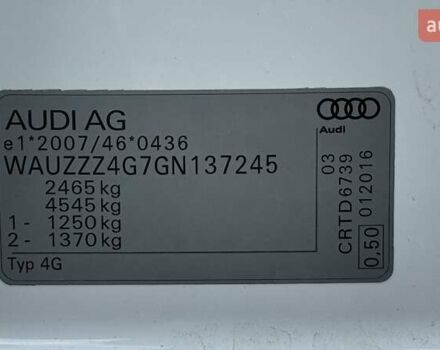 au
AUDI AG
e1*2007/46*0436
WAUZZZ4G7GN137245
2465 kg
4545 kg
1 - 1250 kg
2 - 1370 kg
Typ 4G
Audi
CRTD6739 03
0,50 012016